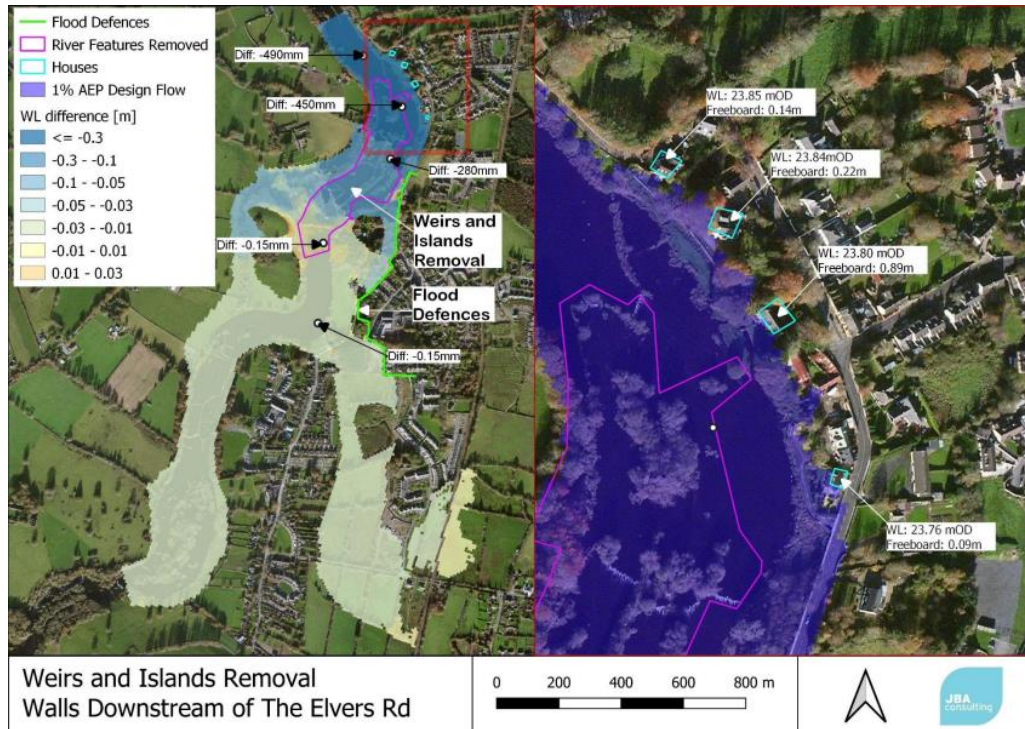 Flood Defences
River Features Removed
Houses
1% AEP Design Flow
WL difference [m]
<= -0.3
-0.3 - -0.1
-0.1 - -0.05
-0.05 - -0.03
-0.03 - -0.01
-0.01 - 0.01
0.01 - 0.03
Diff: -490mm
Diff: -450mm
Diff: -280mm
Weirs and
Islands
Removal
Diff: -0.15mm
Flood
Defences
Diff: -0.15mm
WL: 23.85 mOD
Freeboard: 0.14m
WL: 23.84mOD
Freeboard: 0.22m
WL: 23.80 mOD
Freeboard: 0.89m
WL: 23.76 mOD
Freeboard: 0.09m
Weirs and Islands Removal
Walls Downstream of The Elvers Rd
0 200 400 600 800 m
JBA
consulting